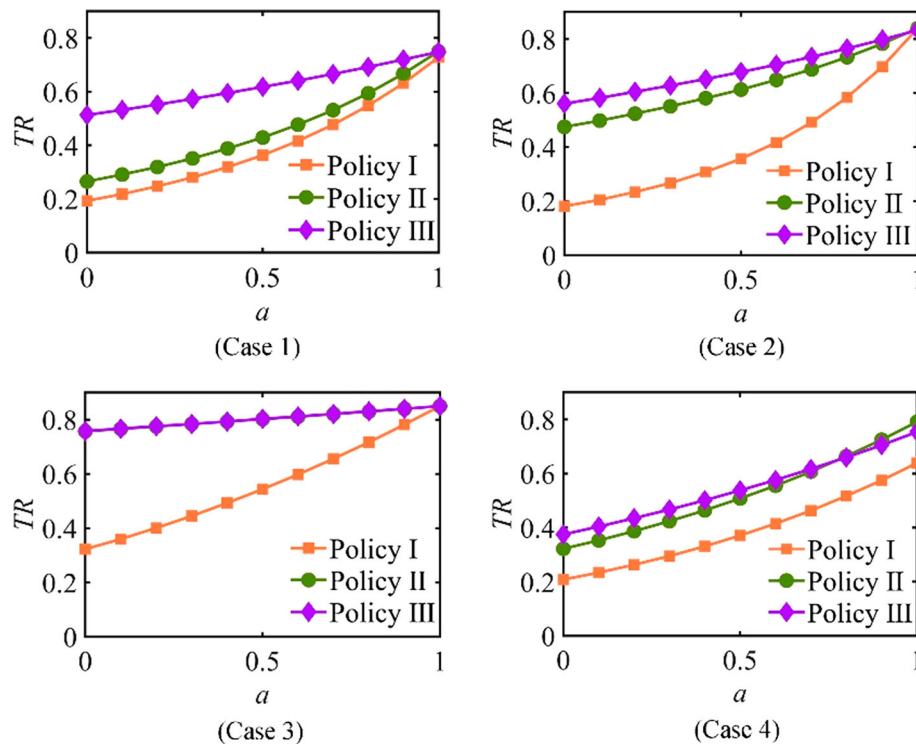 0.8
0.6
0.4
0.2
0
TR
Policy I
Policy II
Policy III
0 0.5 1
a
(Case 1)
0.8
0.6
0.4
0.2
0
TR
Policy I
Policy II
Policy III
0 0.5 1
a
(Case 2)
0.8
0.6
0.4
0.2
0
TR
Policy I
Policy II
Policy III
0 0.5 1
a
(Case 3)
0.8
0.6
0.4
0.2
0
TR
Policy I
Policy II
Policy III
0 0.5 1
a
(Case 4)